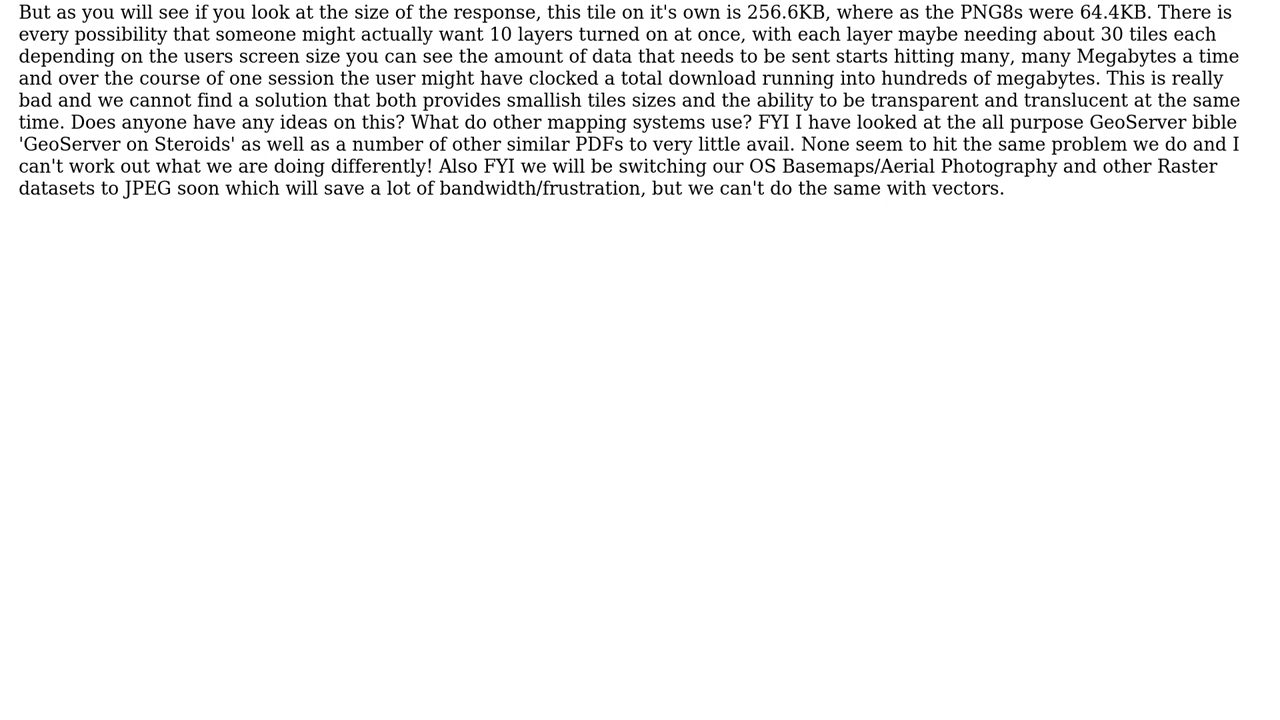 But as you will see if you look at the size of the response, this tile on it's own is 256.6KB, where as the PNG8s were 64.4KB. There is
every possibility that someone might actually want 10 layers turned on at once, with each layer maybe needing about 30 tiles each
depending on the users screen size you can see the amount of data that needs to be sent starts hitting many, many Megabytes a time
and over the course of one session the user might have clocked a total download running into hundreds of megabytes. This is really
bad and we cannot find a solution that both provides smallish tiles sizes and the ability to be transparent and translucent at the same
time. Does anyone have any ideas on this? What do other mapping systems use? FYI I have looked at the all purpose GeoServer bible
'GeoServer on Steroids' as well as a number of other similar PDFs to very little avail. None seem to hit the same problem we do and I
can't work out what we are doing differently! Also FYI we will be switching our OS Basemaps/Aerial Photography and other Raster
datasets to JPEG soon which will save a lot of bandwidth/frustration, but we can't do the same with vectors.